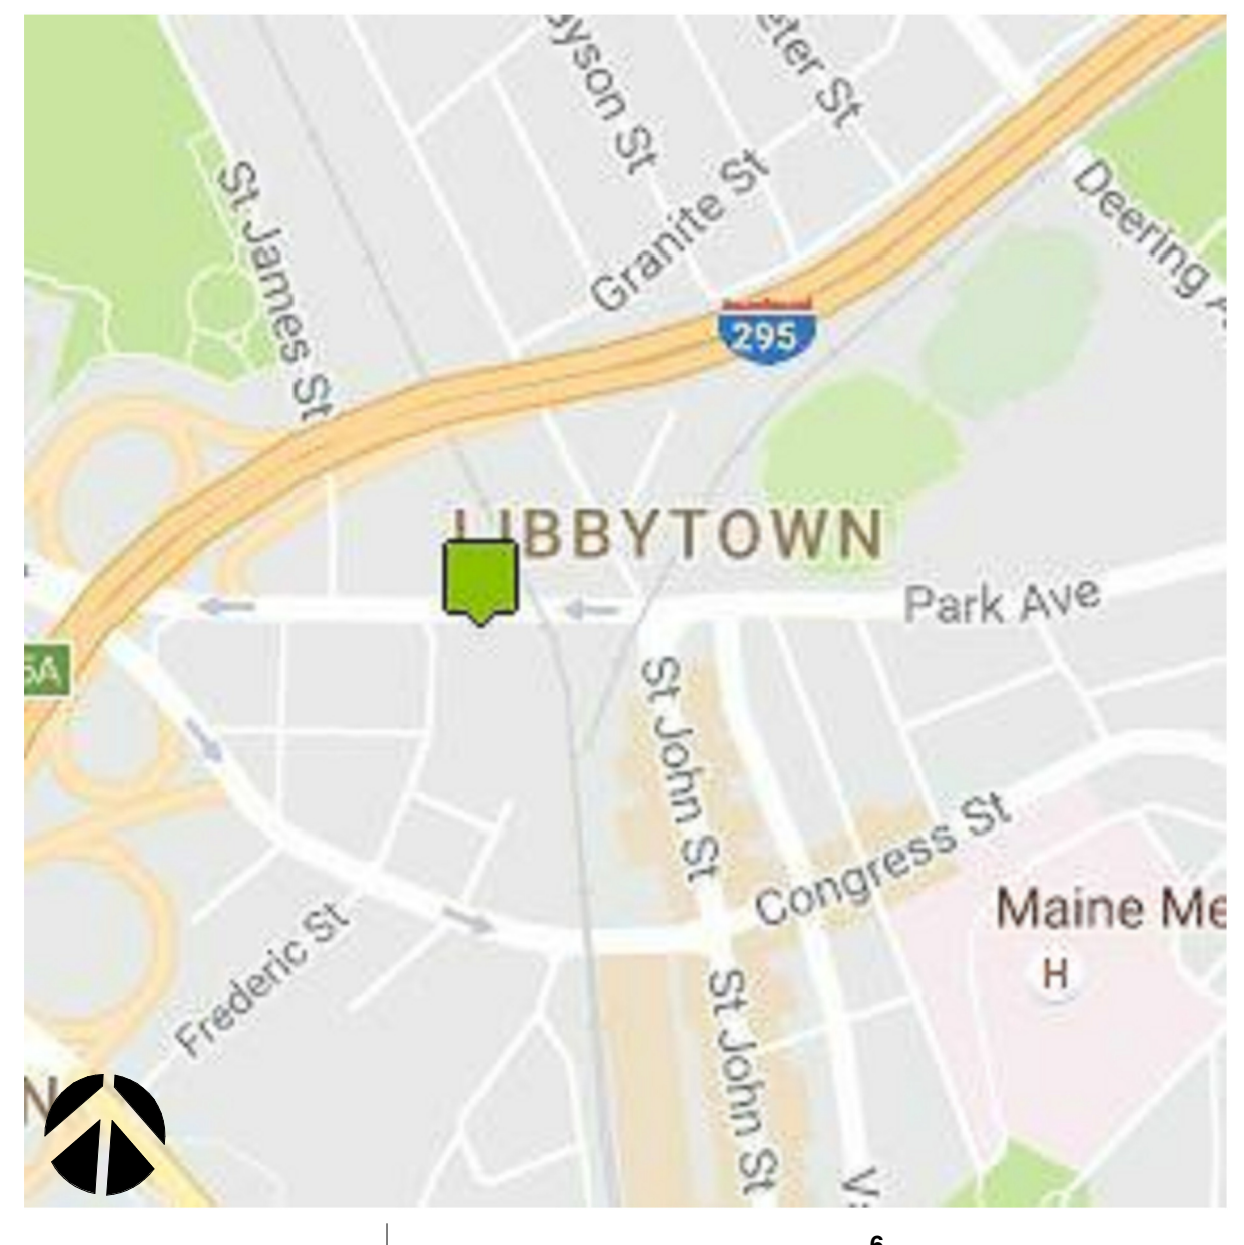 yson St
ter St
St James St
Granite St
Deering A
295
LIBBYTOWN
Park Ave
5A
St John St
Congress St
Maine Me
H
Frederic St
St John St
N
Va
6